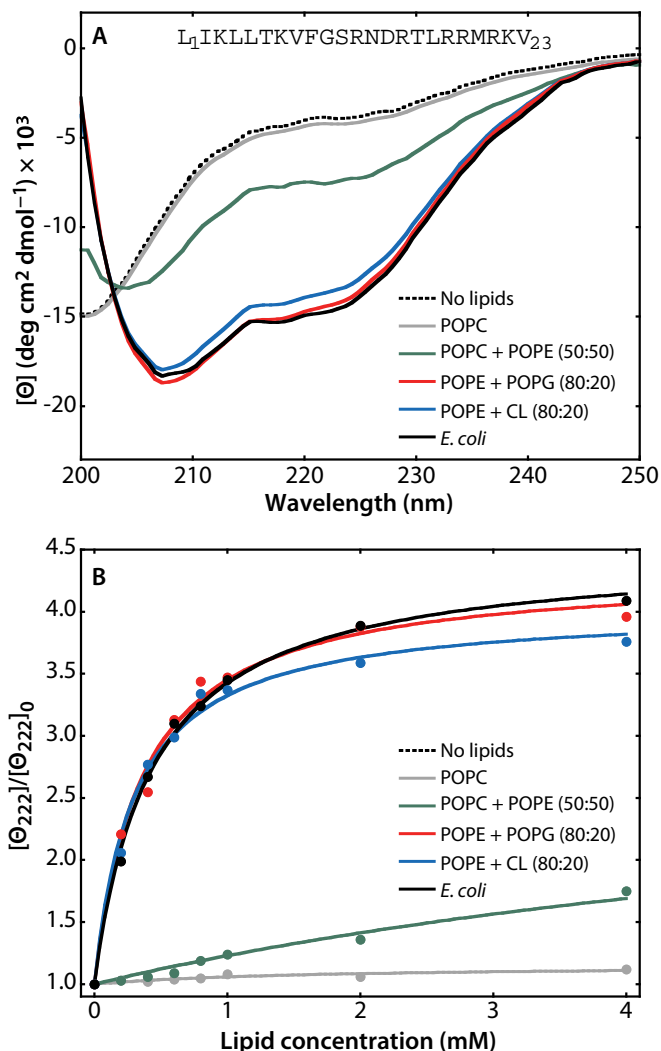 A
L₁IKLLTKVFGSRNDRTLRRMRKV₂₃
[Θ] (deg cm² dmol⁻¹) × 10³
0
-5
-10
-15
-20
No lipids
POPC
POPC + POPE (50:50)
POPE + POPG (80:20)
POPE + CL (80:20)
E. coli
200 210 220 230 240 250
Wavelength (nm)
B
[Θ₂₂₂]/[Θ₂₂₂]₀
4.5
4.0
3.5
3.0
2.5
2.0
1.5
1.0
No lipids
POPC
POPC + POPE (50:50)
POPE + POPG (80:20)
POPE + CL (80:20)
E. coli
0 1 2 3 4
Lipid concentration (mM)